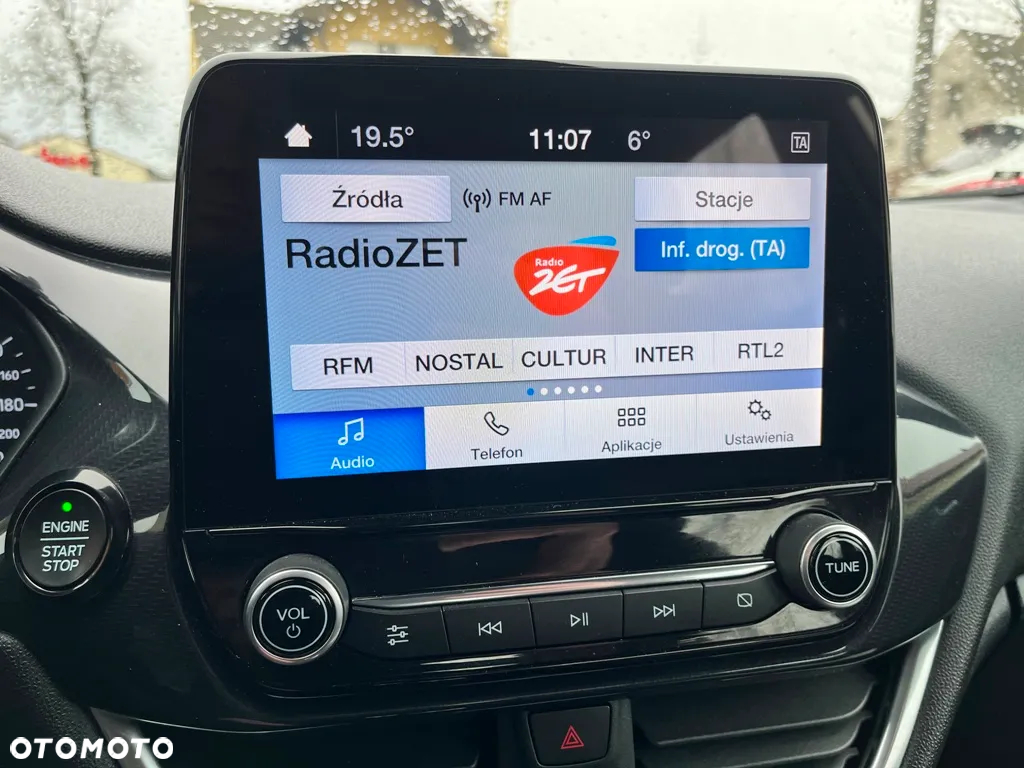 19.5° 11:07 6° TA
Źródła FM AF Stacje
RadioZET Radio ZET Inf. drog. (TA)
RFM NOSTAL CULTUR INTER RTL2
Audio Telefon Aplikacje Ustawienia
160
180
200
ENGINE
START
STOP
VOL
TUNE
OTOMOTO